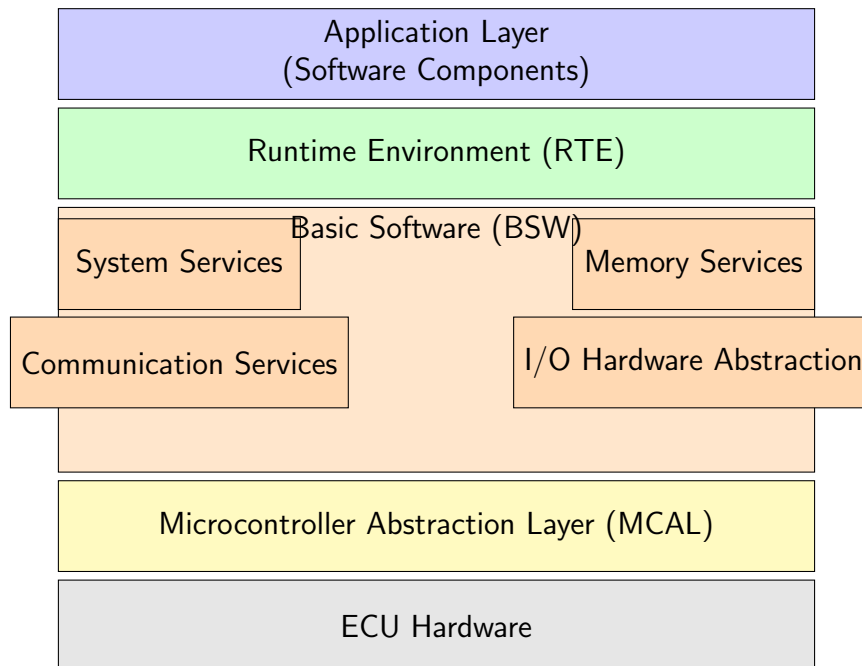 Application Layer
(Software Components)
Runtime Environment (RTE)
Basic Software (BSW)
System Services
Memory Services
Communication Services
I/O Hardware Abstraction
Microcontroller Abstraction Layer (MCAL)
ECU Hardware